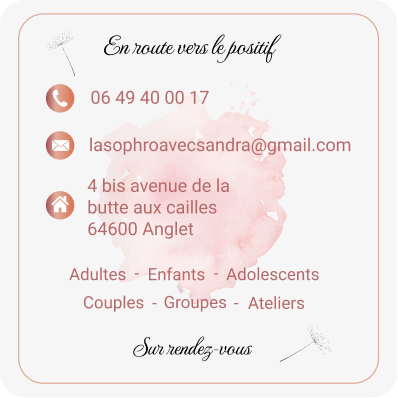 En route vers le positif
06 49 40 00 17
lasophroavecsandra@gmail.com
4 bis avenue de la
butte aux cailles
64600 Anglet
Adultes - Enfants - Adolescents
Couples - Groupes - Ateliers
Sur rendez-vous